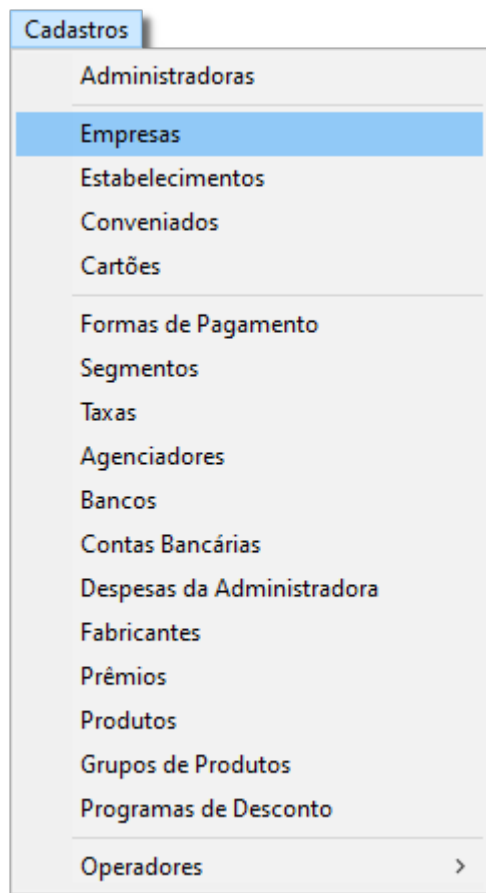 Cadastros
Administradoras
Empresas
Estabelecimentos
Conveniados
Cartões
Formas de Pagamento
Segmentos
Taxas
Agenciadores
Bancos
Contas Bancárias
Despesas da Administradora
Fabricantes
Prêmios
Produtos
Grupos de Produtos
Programas de Desconto
Operadores